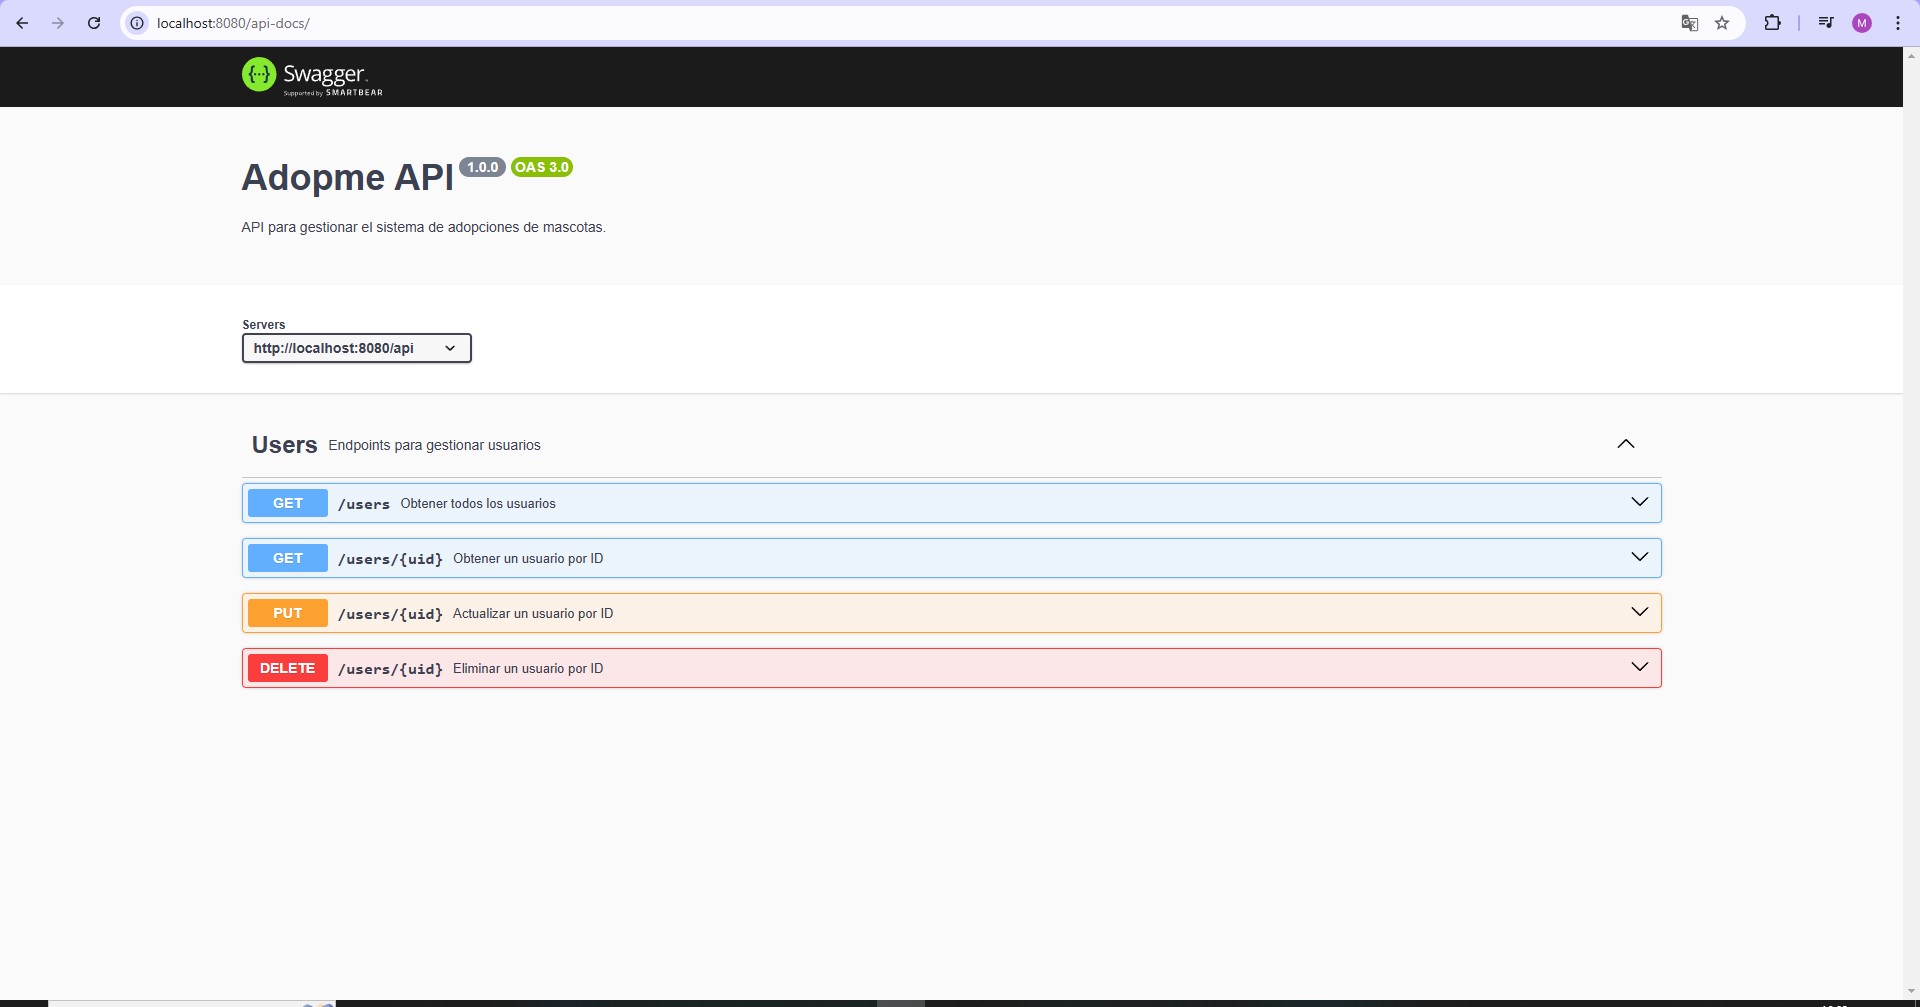 localhost:8080/api-docs/
M
Swagger
Supported by SMARTBEAR
Adopme API 1.0.0 OAS 3.0
API para gestionar el sistema de adopciones de mascotas.
Servers
http://localhost:8080/api
Users Endpoints para gestionar usuarios
GET /users Obtener todos los usuarios
GET /users/{uid} Obtener un usuario por ID
PUT /users/{uid} Actualizar un usuario por ID
DELETE /users/{uid} Eliminar un usuario por ID